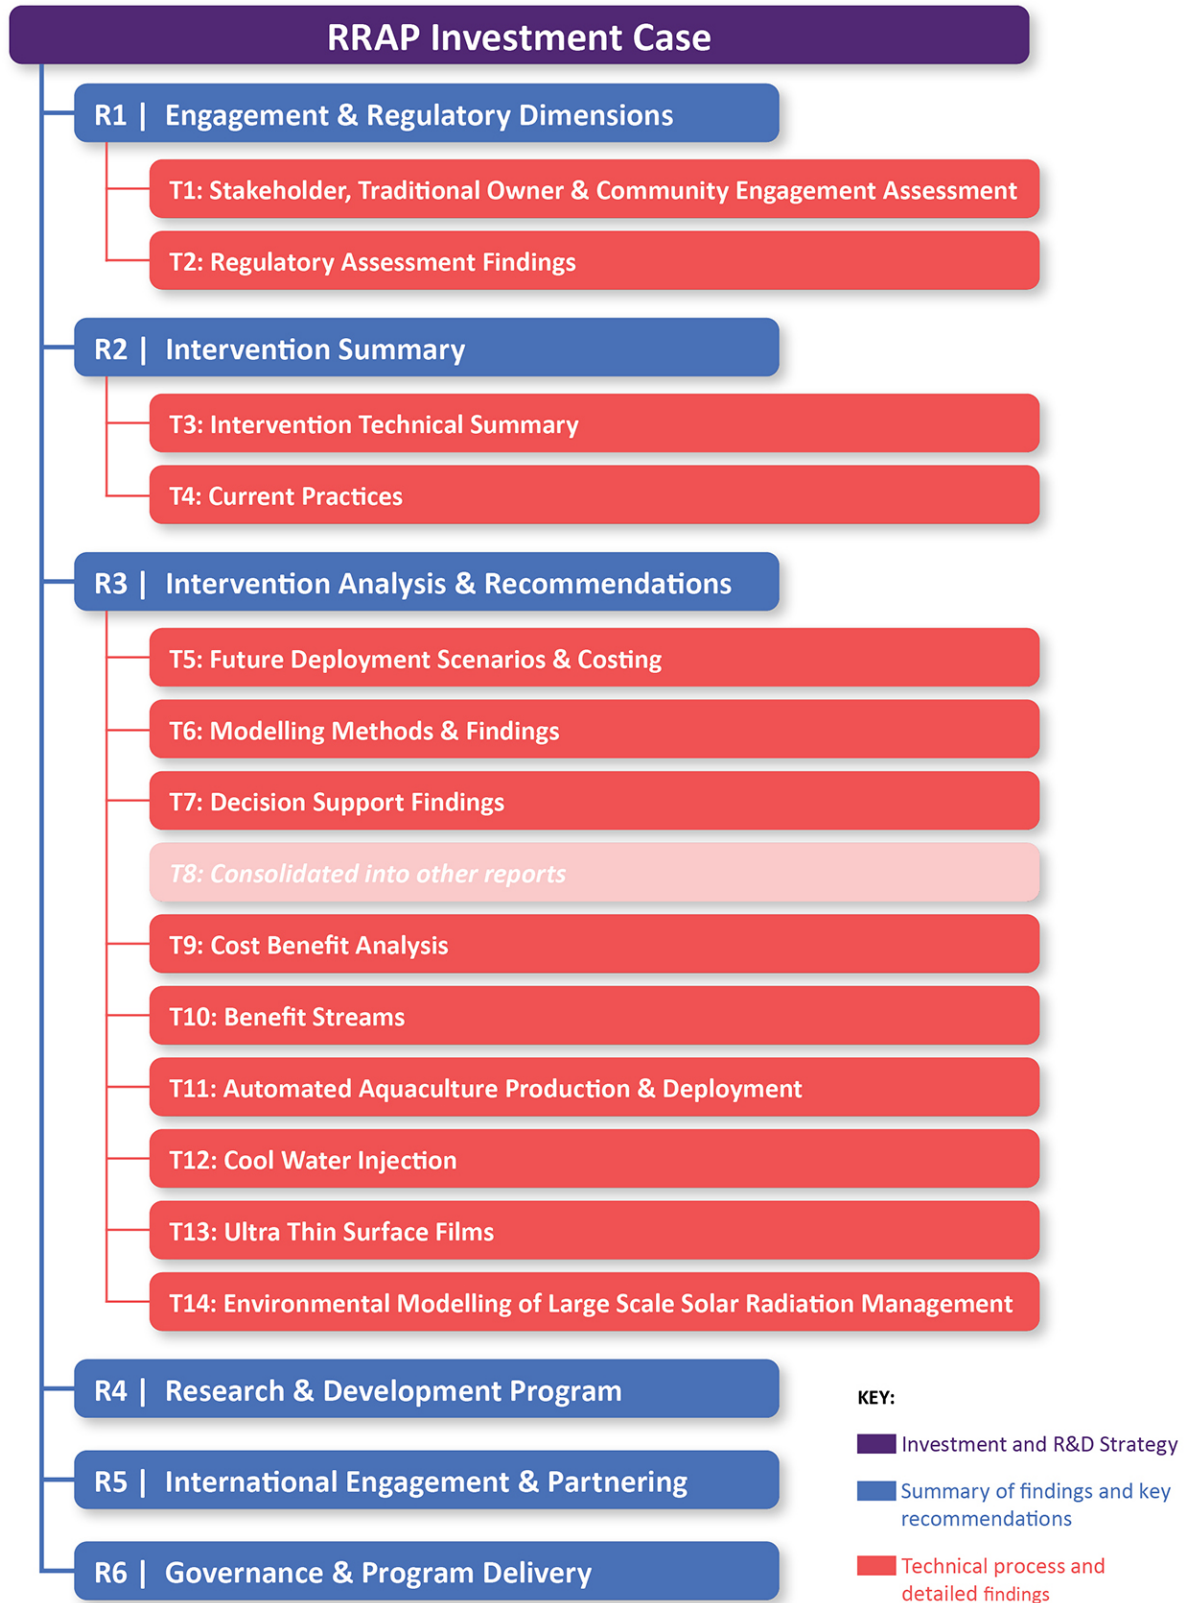 RRAP Investment Case
R1 | Engagement & Regulatory Dimensions
T1: Stakeholder, Traditional Owner & Community Engagement Assessment
T2: Regulatory Assessment Findings
R2 | Intervention Summary
T3: Intervention Technical Summary
T4: Current Practices
R3 | Intervention Analysis & Recommendations
T5: Future Deployment Scenarios & Costing
T6: Modelling Methods & Findings
T7: Decision Support Findings
T8: Consolidated into other reports
T9: Cost Benefit Analysis
T10: Benefit Streams
T11: Automated Aquaculture Production & Deployment
T12: Cool Water Injection
T13: Ultra Thin Surface Films
T14: Environmental Modelling of Large Scale Solar Radiation Management
R4 | Research & Development Program
R5 | International Engagement & Partnering
R6 | Governance & Program Delivery
KEY:
Investment and R&D Strategy
Summary of findings and key
recommendations
Technical process and
detailed findings